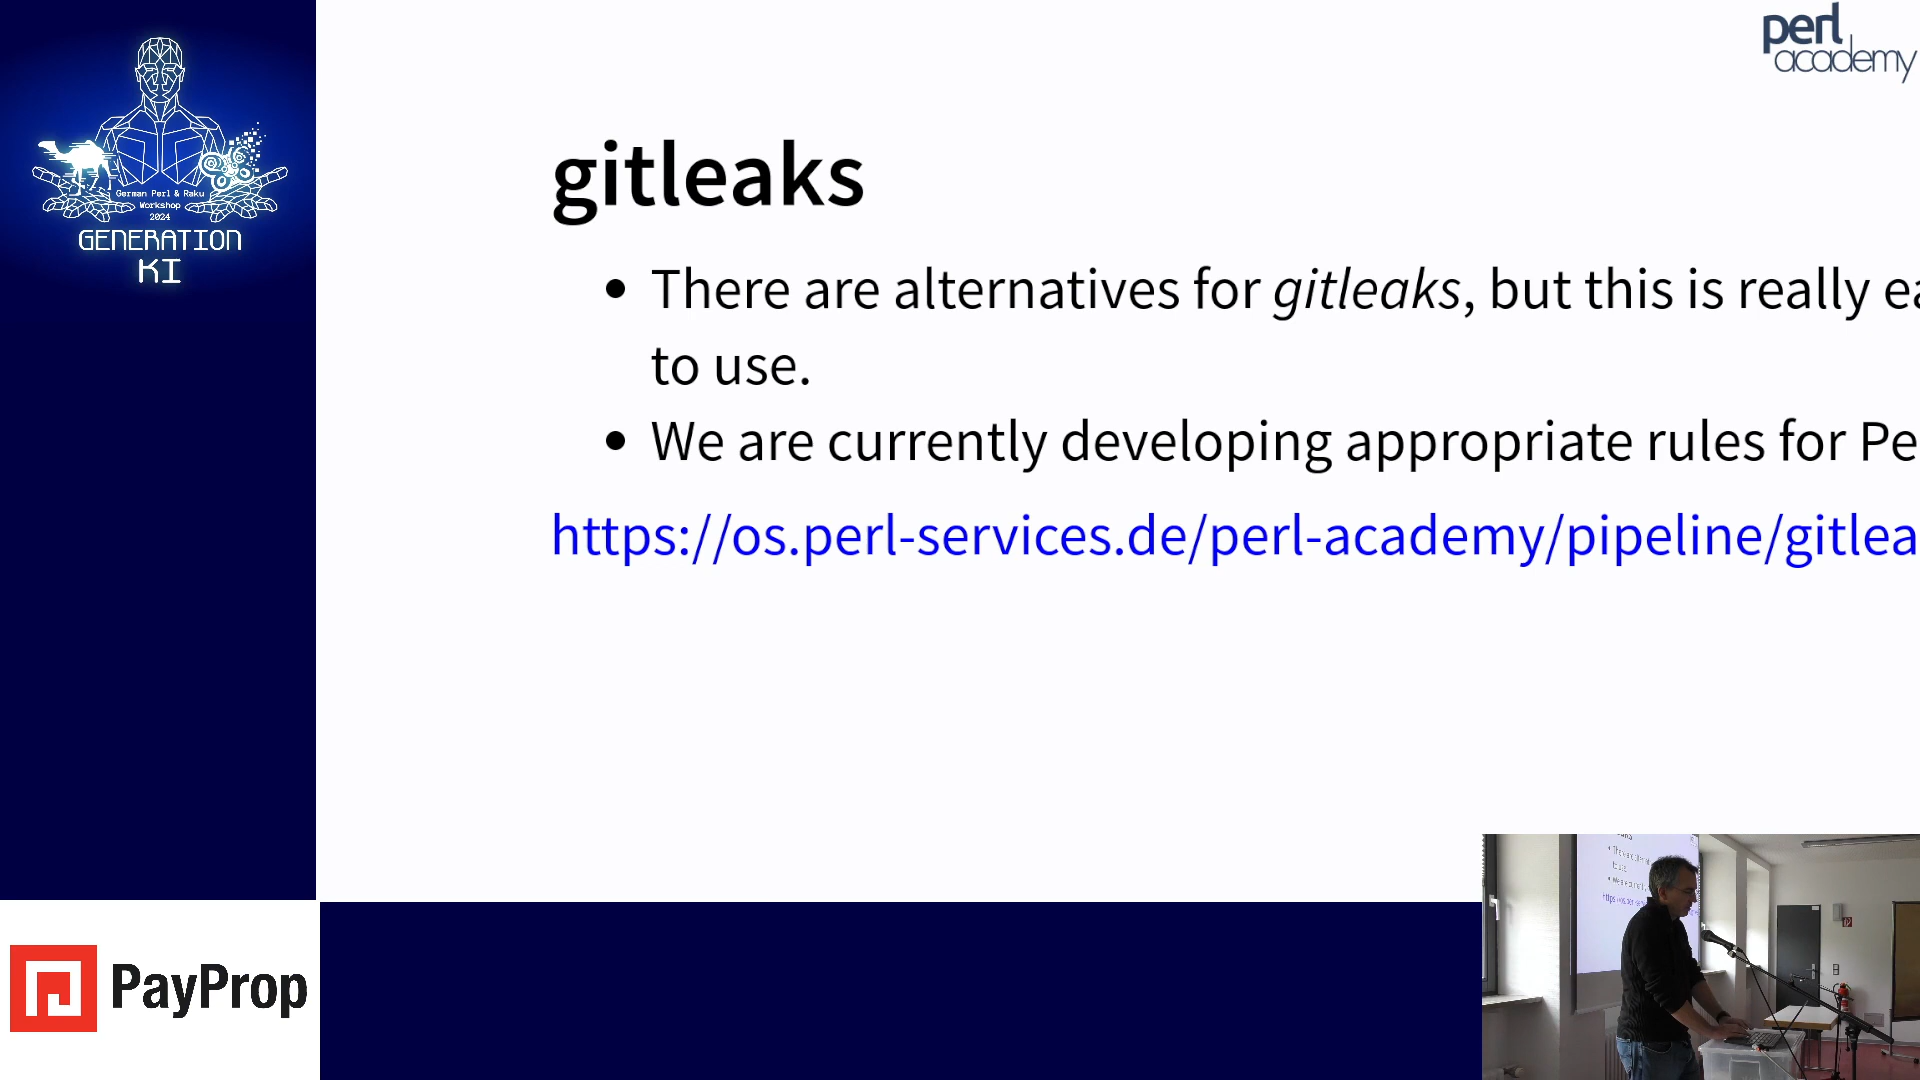 perl
academy
German Perl & Raku
Workshop
2024
GENERATION
KI
gitleaks
• There are alternatives for gitleaks, but this is really ea
to use.
• We are currently developing appropriate rules for Pe
https://os.perl-services.de/perl-academy/pipeline/gitlea
PayProp